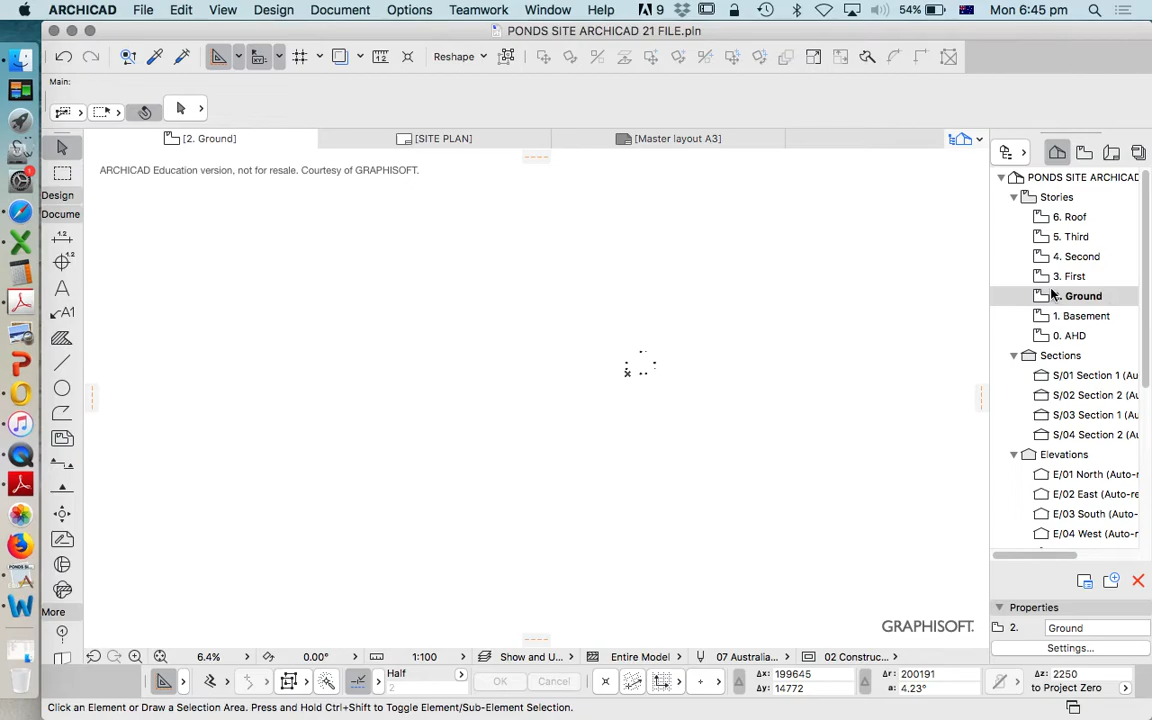 ARCHICAD File Edit View Design Document Options Teamwork Window Help 9 54% Mon 6:45 pm
PONDS SITE ARCHICAD 21 FILE.pln
Reshape
Main:
[2. Ground] [SITE PLAN] [Master layout A3]
ARCHICAD Education version, not for resale. Courtesy of GRAPHISOFT.
Design
Docume
1.2
A
A1
More
PONDS SITE ARCHICAD
Stories
6. Roof
5. Third
4. Second
3. First
Ground
1. Basement
0. AHD
Sections
S/01 Section 1 (Au
S/02 Section 2 (Au
S/03 Section 1 (Au
S/04 Section 2 (Au
Elevations
E/01 North (Auto-r
E/02 East (Auto-re
E/03 South (Auto-
E/04 West (Auto-r
Properties
2. Ground
Settings...
GRAPHISOFT.
6.4% 0.00° 1:100 Show and U... Entire Model 07 Australia... 02 Construc...
Half
2
OK Cancel
Δx: 199645
Δy: 14772
Δr: 200191
a: 4.23°
Δz: 2250
to Project Zero
Click an Element or Draw a Selection Area. Press and Hold Ctrl+Shift to Toggle Element/Sub-Element Selection.